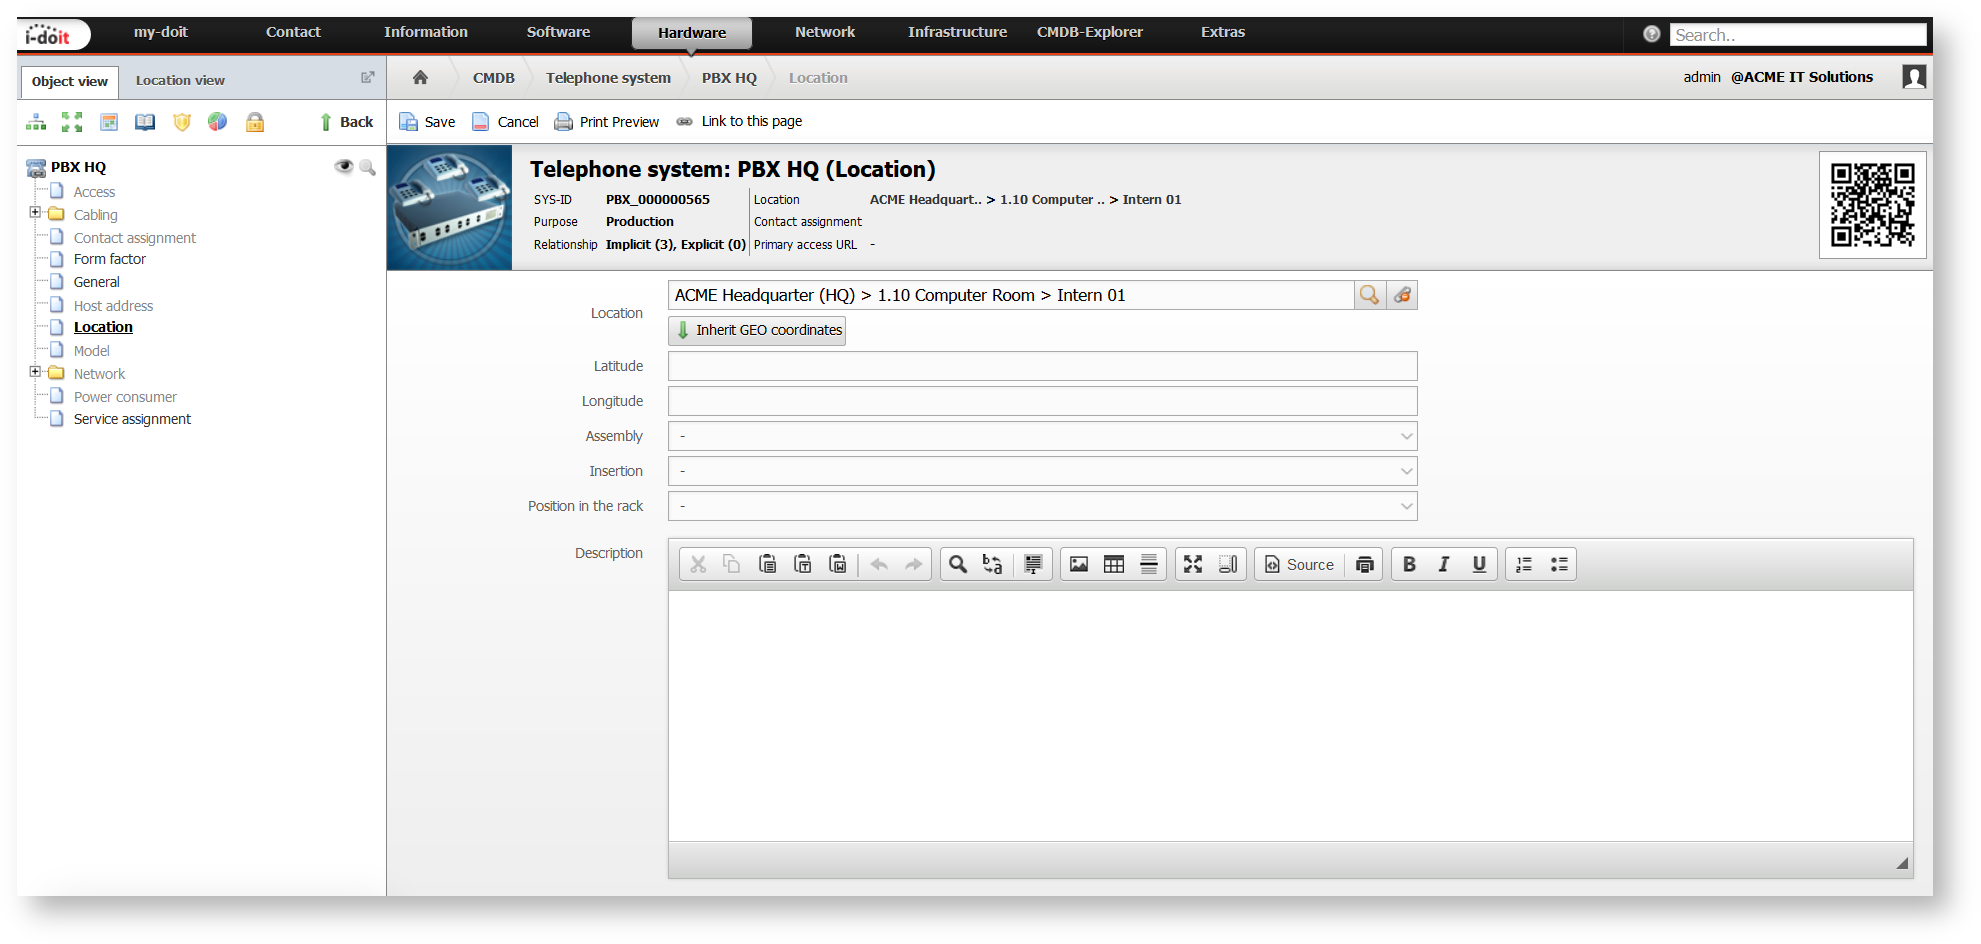 i-doit my-doit Contact Information Software Hardware Network Infrastructure CMDB-Explorer Extras Search..
Object view Location view
CMDB Telephone system PBX HQ Location admin @ACME IT Solutions
Back Save Cancel Print Preview Link to this page
PBX HQ
Access
Cabling
Contact assignment
Form factor
General
Host address
Location
Model
Network
Power consumer
Service assignment
Telephone system: PBX HQ (Location)
SYS-ID PBX_000000565 Location ACME Headquart.. > 1.10 Computer .. > Intern 01
Purpose Production Contact assignment
Relationship Implicit (3), Explicit (0) Primary access URL -
Location ACME Headquarter (HQ) > 1.10 Computer Room > Intern 01
Inherit GEO coordinates
Latitude
Longitude
Assembly -
Insertion -
Position in the rack -
Description
Source B I U